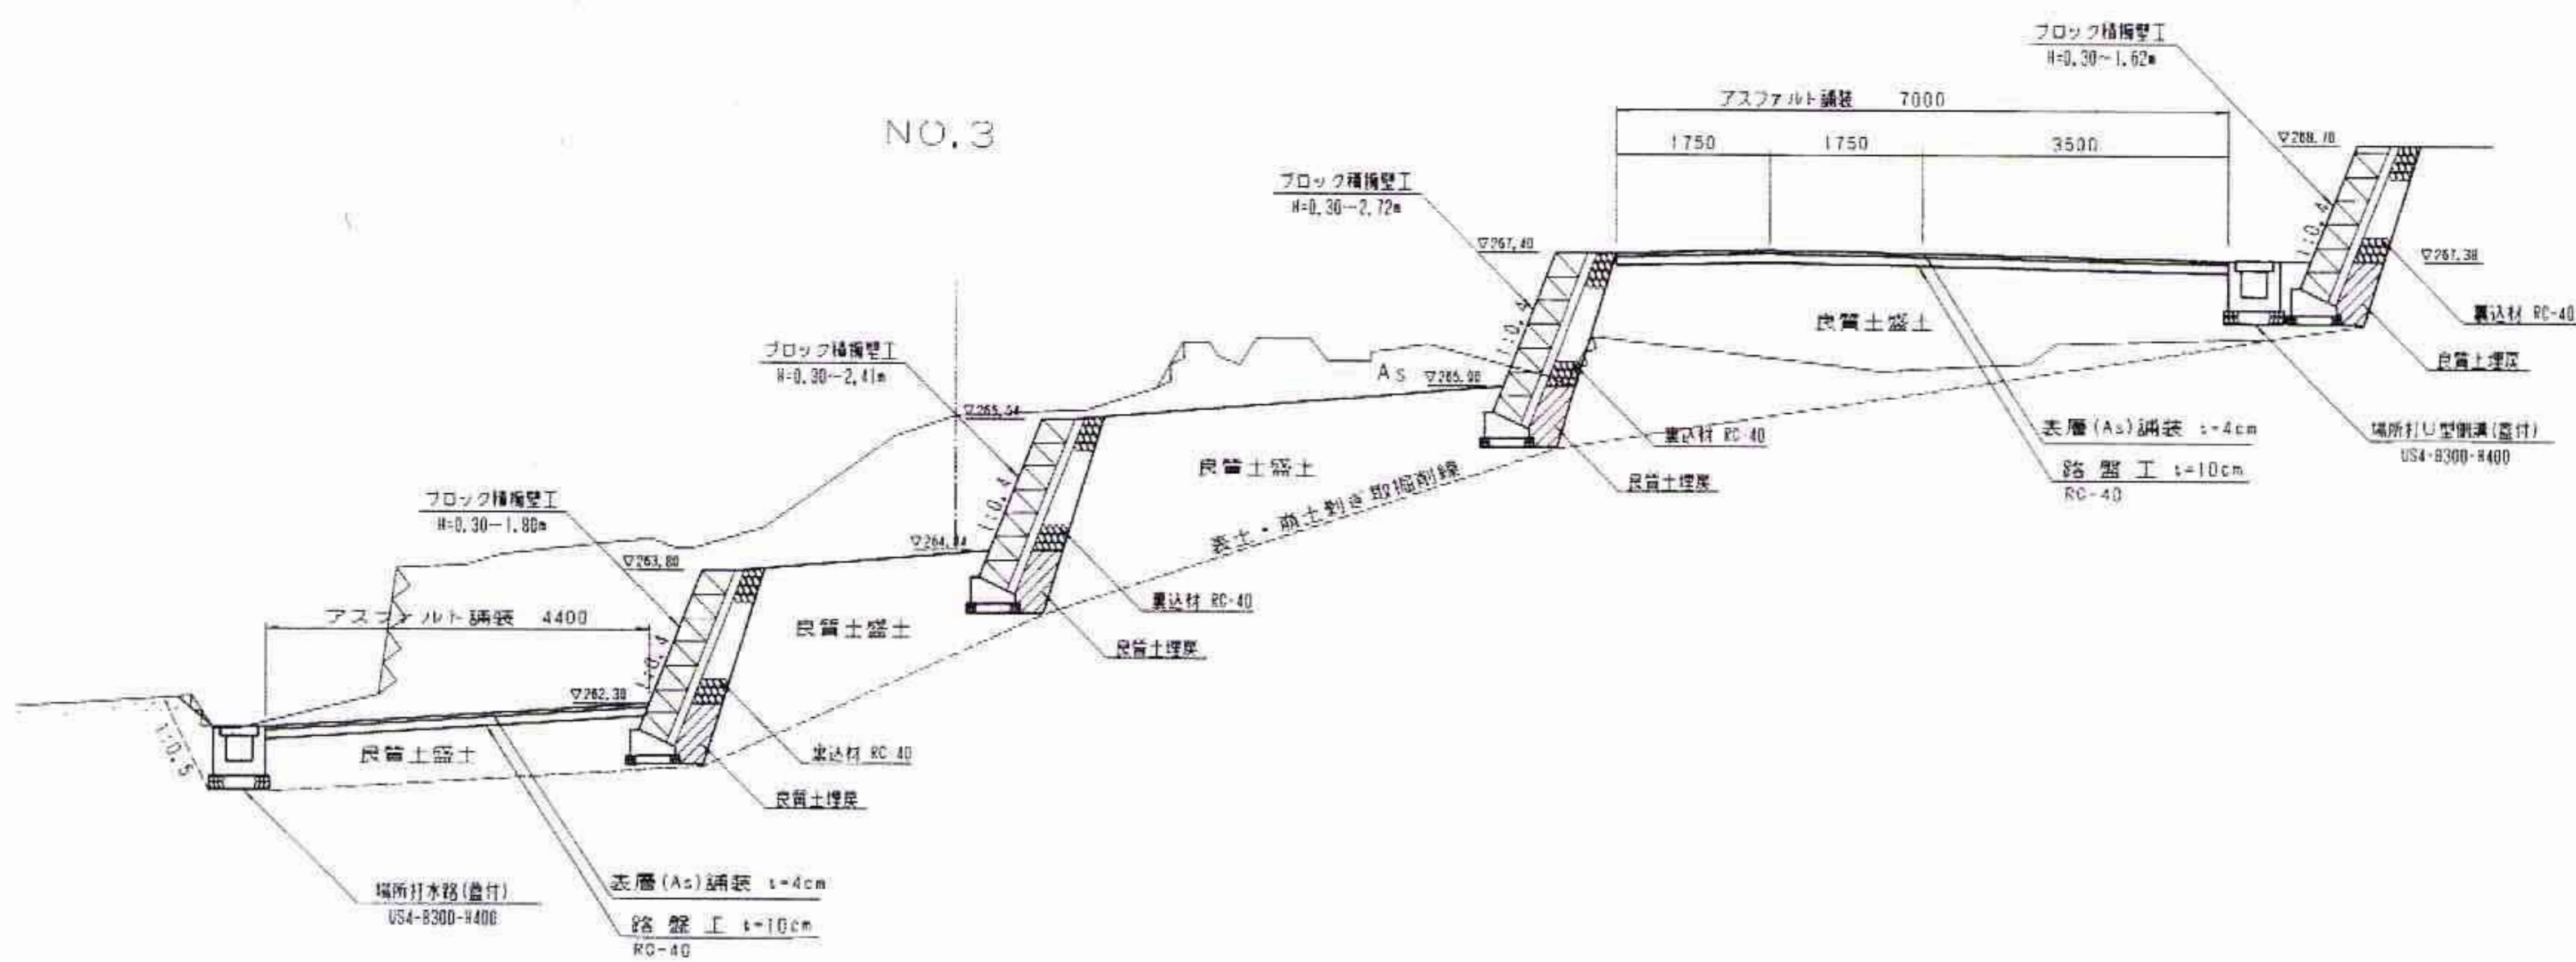 NO.3
ブロック積擁壁工
H=0.30~1.62m
アスファルト舗装 7000
1750
1750
3500
▽268.70
ブロック積擁壁工
H=0.30~2.72m
▽267.40
1:0.4
▽267.38
裏込材 RC-40
良質土盛土
良質土埋戻
1:0.4
ブロック積擁壁工
H=0.30~2.41m
As
▽265.54
裏込材 RC-40
表層(As)舗装 t=4cm
場所打U型側溝(蓋付)
US4-B300-H400
良質土盛土
路盤工 t=10cm
RC-40
良質土埋戻
表土・崩土剥ぎ取掘削線
1:0.4
ブロック積擁壁工
H=0.30~1.80m
▽263.80
裏込材 RC-40
アスファルト舗装 4400
良質土盛土
良質土埋戻
1:0.4
▽262.30
1:0.5
良質土盛土
裏込材 RC-40
良質土埋戻
場所打水路(蓋付)
US4-B300-H400
表層(As)舗装 t=4cm
路盤工 t=10cm
RC-40